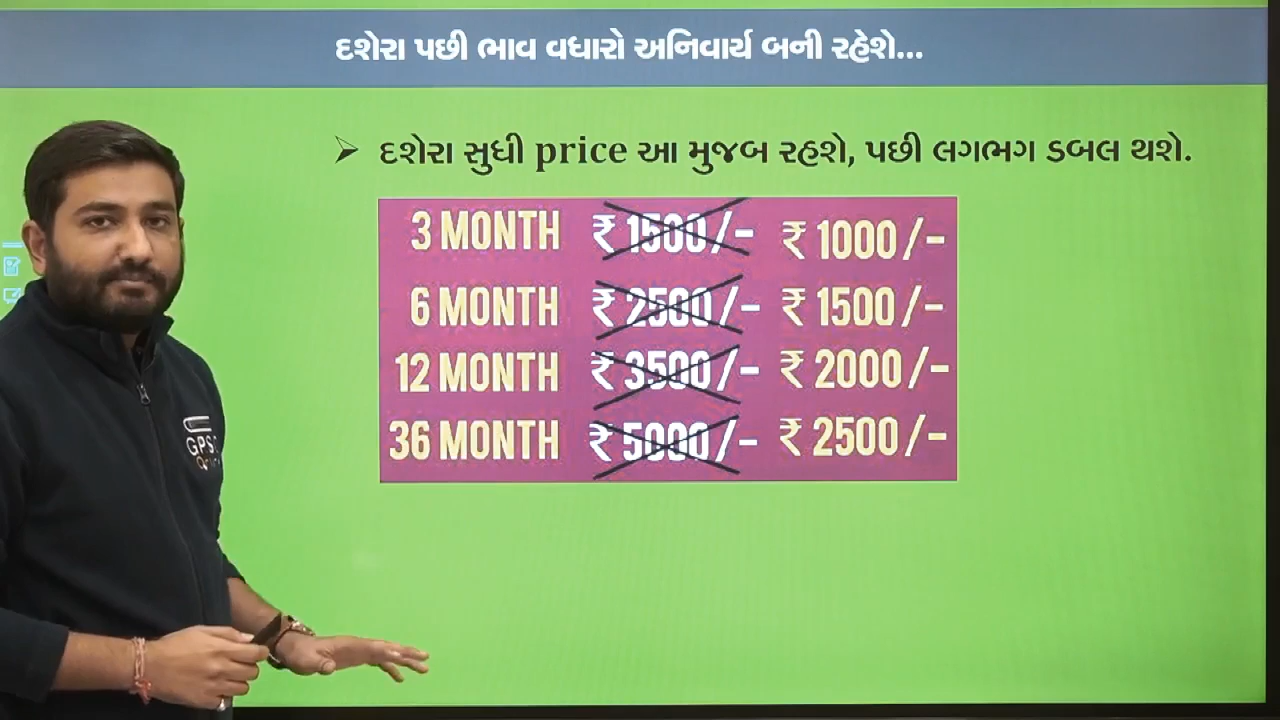 દશેરા પછી ભાવ વધારો અનિવાર્ય બની રહેશે...
➢ દશેરા સુધી price આ મુજબ રહશે, પછી લગભગ ડબલ થશે.
3 MONTH ₹ 1500/- ₹ 1000/-
6 MONTH ₹ 2500/- ₹ 1500/-
12 MONTH ₹ 3500/- ₹ 2000/-
36 MONTH ₹ 5000/- ₹ 2500/-